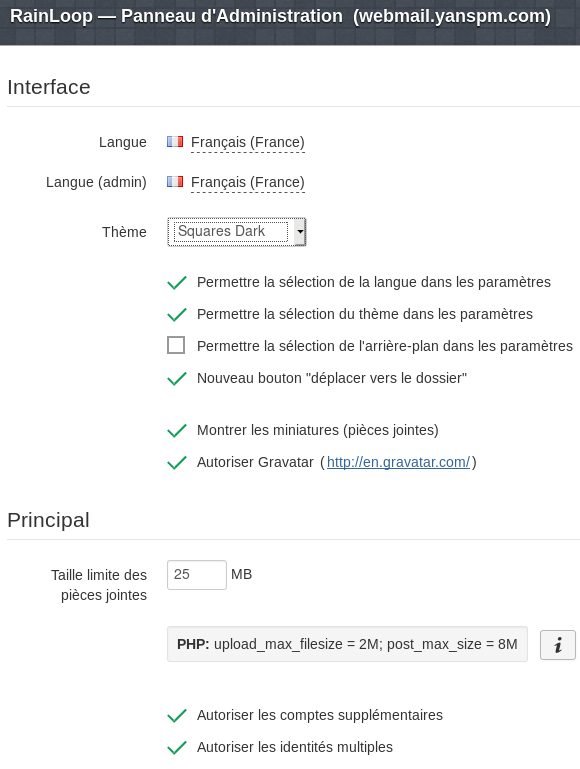 RainLoop — Panneau d'Administration (webmail.yanspm.com)
Interface
Langue Français (France)
Langue (admin) Français (France)
Thème Squares Dark
Permettre la sélection de la langue dans les paramètres
Permettre la sélection du thème dans les paramètres
Permettre la sélection de l'arrière-plan dans les paramètres
Nouveau bouton "déplacer vers le dossier"
Montrer les miniatures (pièces jointes)
Autoriser Gravatar (http://en.gravatar.com/)
Principal
Taille limite des 25 MB
pièces jointes
PHP: upload_max_filesize = 2M; post_max_size = 8M i
Autoriser les comptes supplémentaires
Autoriser les identités multiples